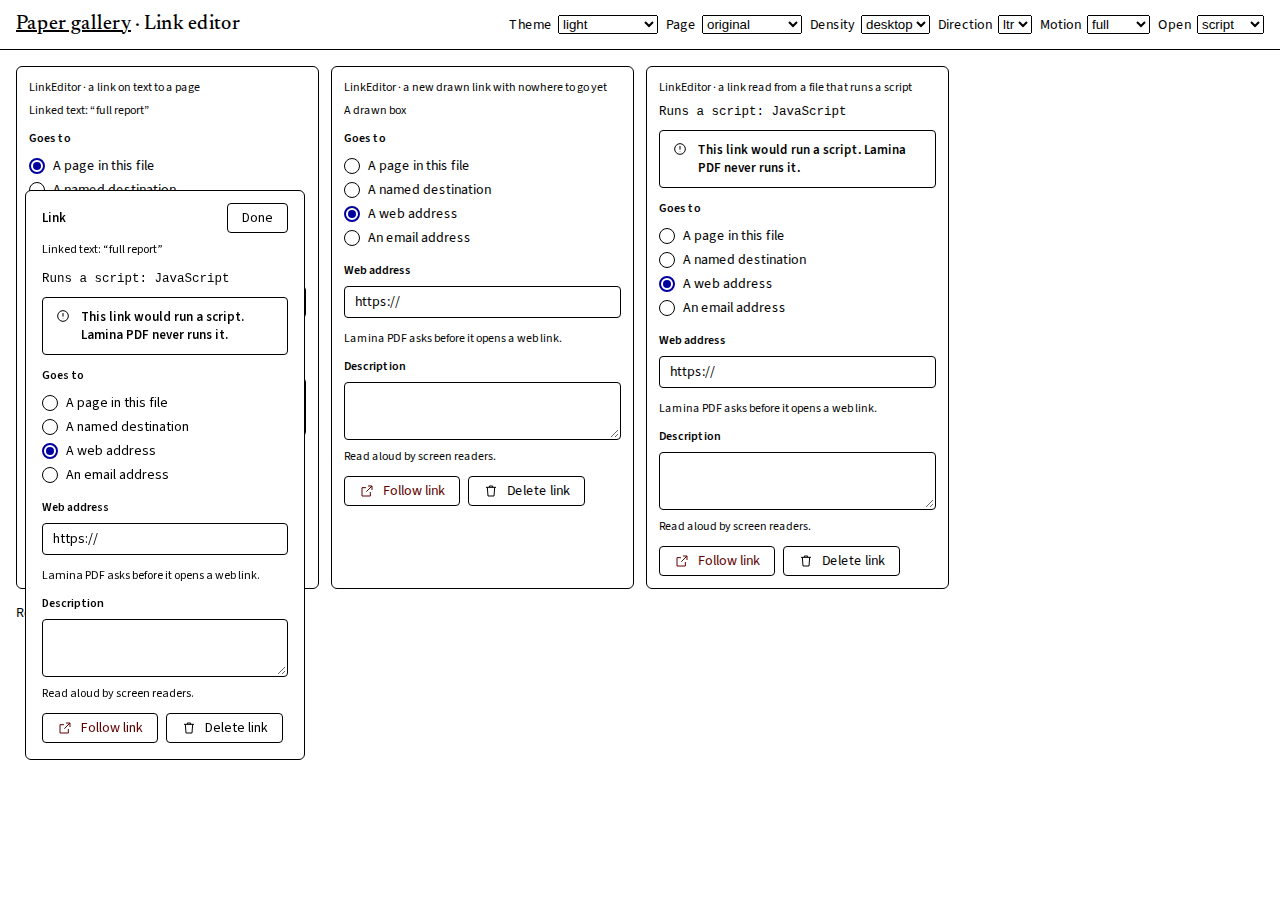 Paper gallery · Link editor
Theme light Page original Density desktop Direction ltr Motion full Open script
LinkEditor · a link on text to a page
Linked text: “full report”
Goes to
A page in this file
Link
Done
Linked text: “full report”
Runs a script: JavaScript
This link would run a script.
Lamina PDF never runs it.
Goes to
A page in this file
A named destination
A web address
An email address
Web address
https://
Lamina PDF asks before it opens a web link.
Description
Read aloud by screen readers.
Follow link
Delete link
LinkEditor · a new drawn link with nowhere to go yet
A drawn box
Goes to
A page in this file
A named destination
A web address
An email address
Web address
https://
Lamina PDF asks before it opens a web link.
Description
Read aloud by screen readers.
Follow link
Delete link
LinkEditor · a link read from a file that runs a script
Runs a script: JavaScript
This link would run a script. Lamina
PDF never runs it.
Goes to
A page in this file
A named destination
A web address
An email address
Web address
https://
Lamina PDF asks before it opens a web link.
Description
Read aloud by screen readers.
Follow link
Delete link